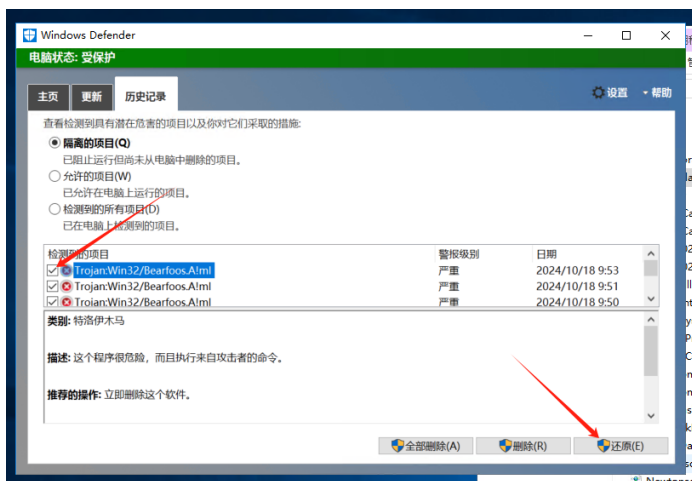 Windows Defender
电脑状态: 受保护
主页 更新 历史记录 设置 帮助
查看检测到具有潜在危害的项目以及你对它们采取的措施:
隔离的项目(Q)
已阻止运行但尚未从电脑中删除的项目。
允许的项目(W)
已允许在电脑上运行的项目。
检测到的所有项目(D)
已在电脑上检测到的项目。
检测到的项目 警报级别 日期
Trojan:Win32/Bearfoos.A!ml 严重 2024/10/18 9:53
Trojan:Win32/Bearfoos.A!ml 严重 2024/10/18 9:51
Trojan:Win32/Bearfoos.A!ml 严重 2024/10/18 9:50
类别: 特洛伊木马
描述: 这个程序很危险，而且执行来自攻击者的命令。
推荐的操作: 立即删除这个软件。
全部删除(A) 删除(R) 还原(E)